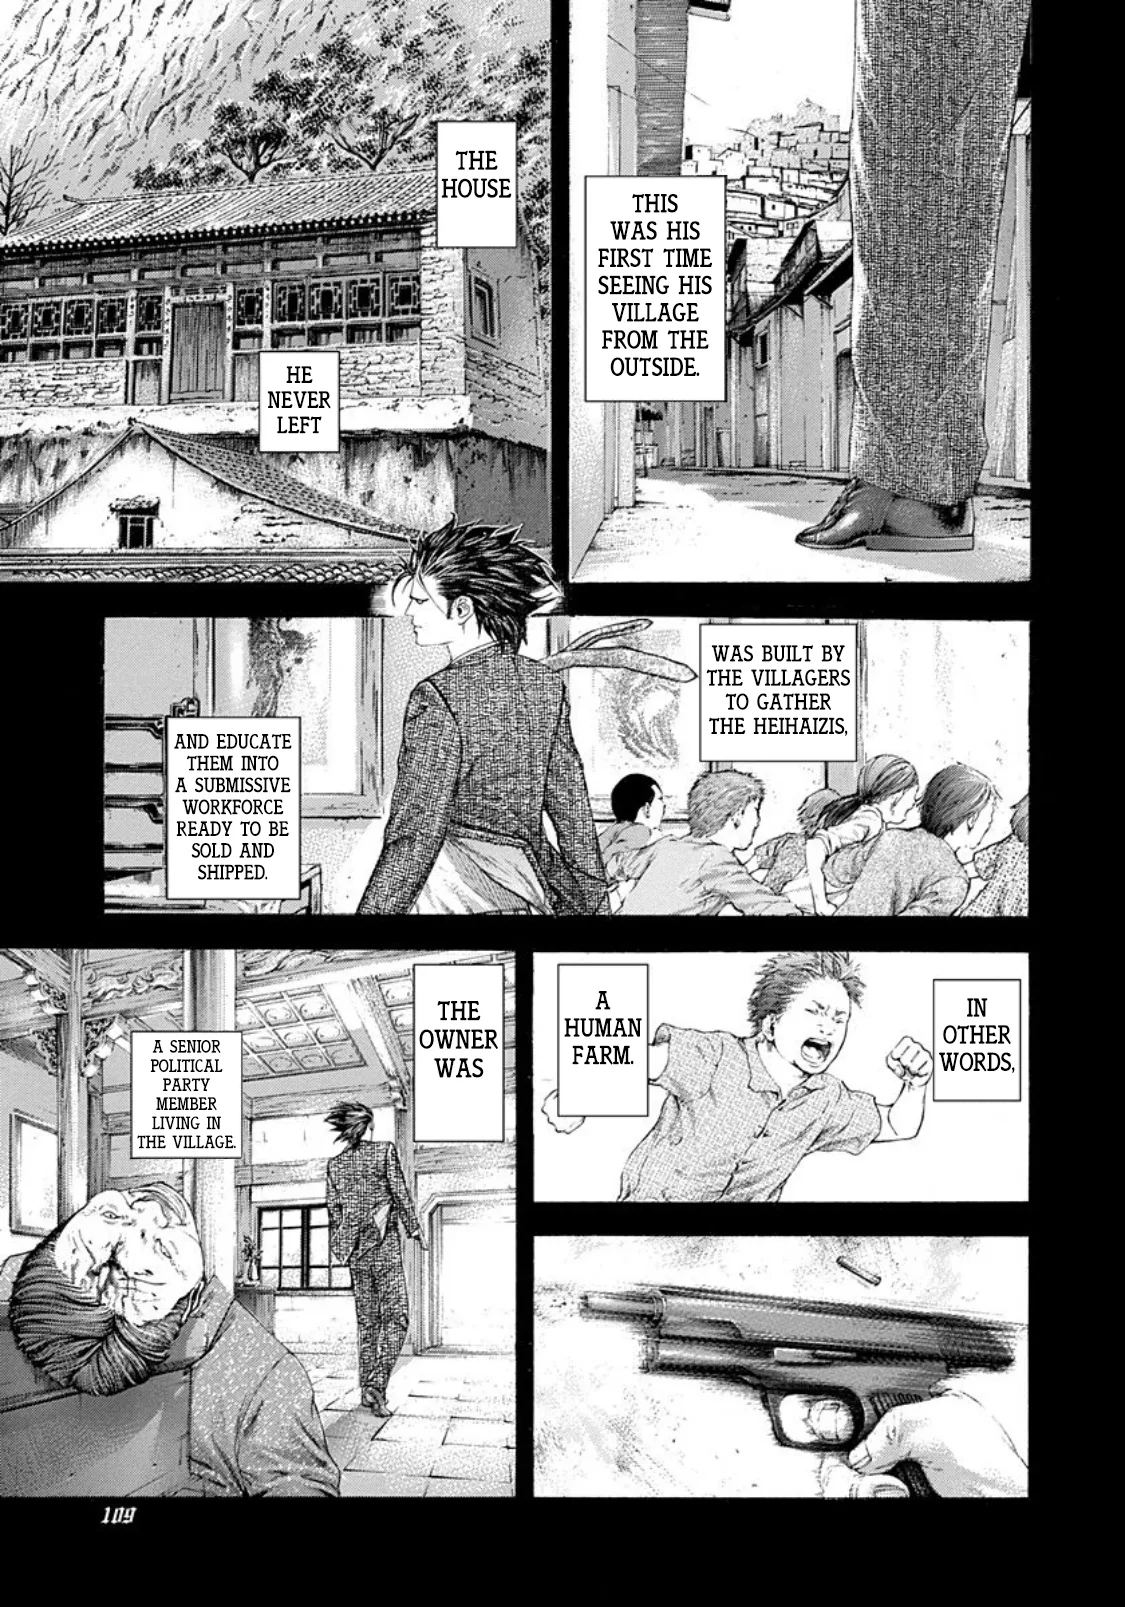 THIS
WAS HIS
FIRST TIME
SEEING HIS
VILLAGE
FROM THE
OUTSIDE.
THE
HOUSE
HE
NEVER
LEFT
WAS BUILT BY
THE VILLAGERS
TO GATHER
THE HEIHAIZIS,
AND EDUCATE
THEM INTO
A SUBMISSIVE
WORKFORCE
READY TO BE
SOLD AND
SHIPPED.
IN
OTHER
WORDS,
A
HUMAN
FARM.
THE
OWNER
WAS
A SENIOR
POLITICAL
PARTY
MEMBER
LIVING IN
THE VILLAGE.
109